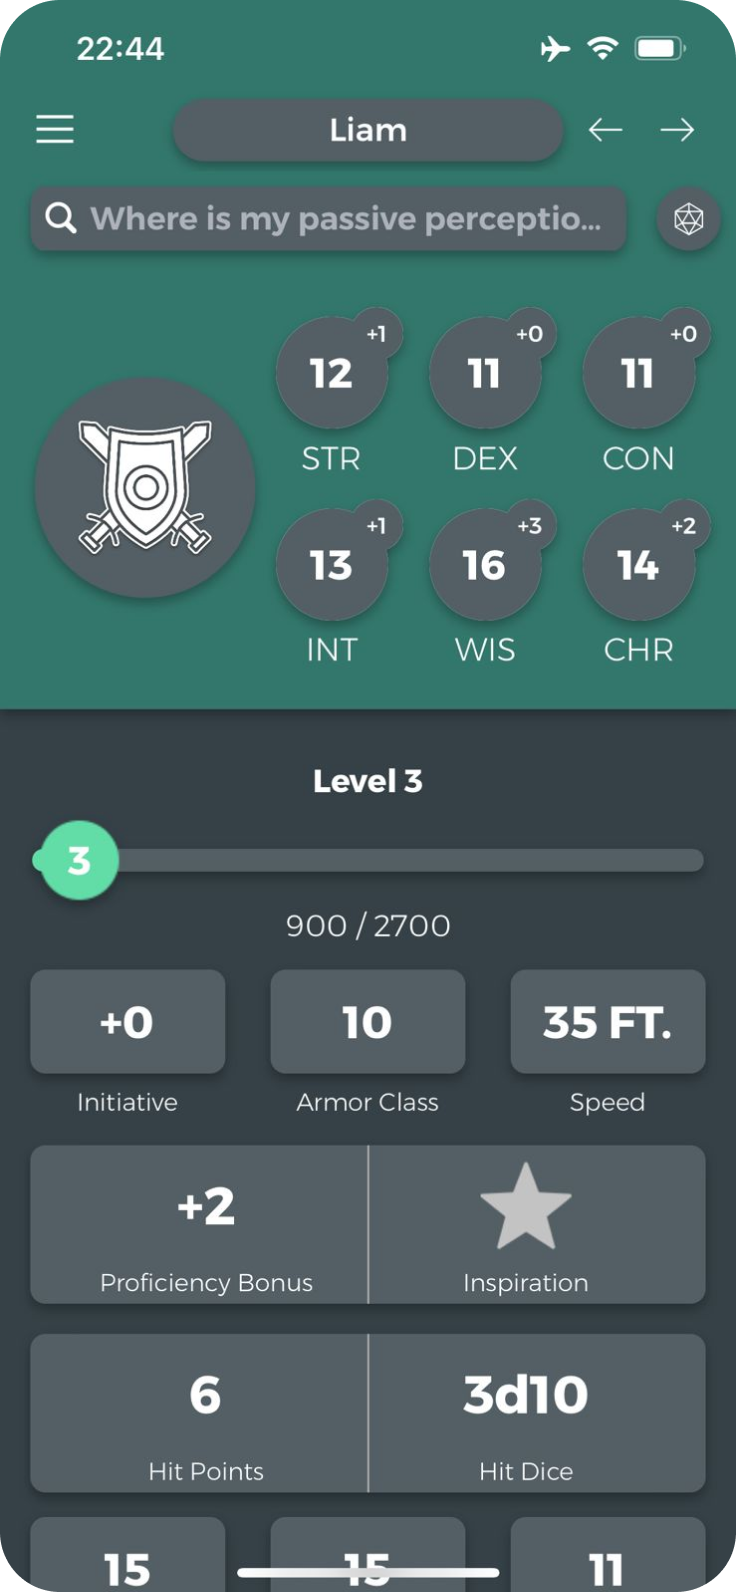 22:44
Liam
Where is my passive perceptio...
+1 +0 +0
12 11 11
STR DEX CON
+1 +3 +2
13 16 14
INT WIS CHR
Level 3
3
900 / 2700
+0 10 35 FT.
Initiative Armor Class Speed
+2
Proficiency Bonus Inspiration
6 3d10
Hit Points Hit Dice
15 15 11